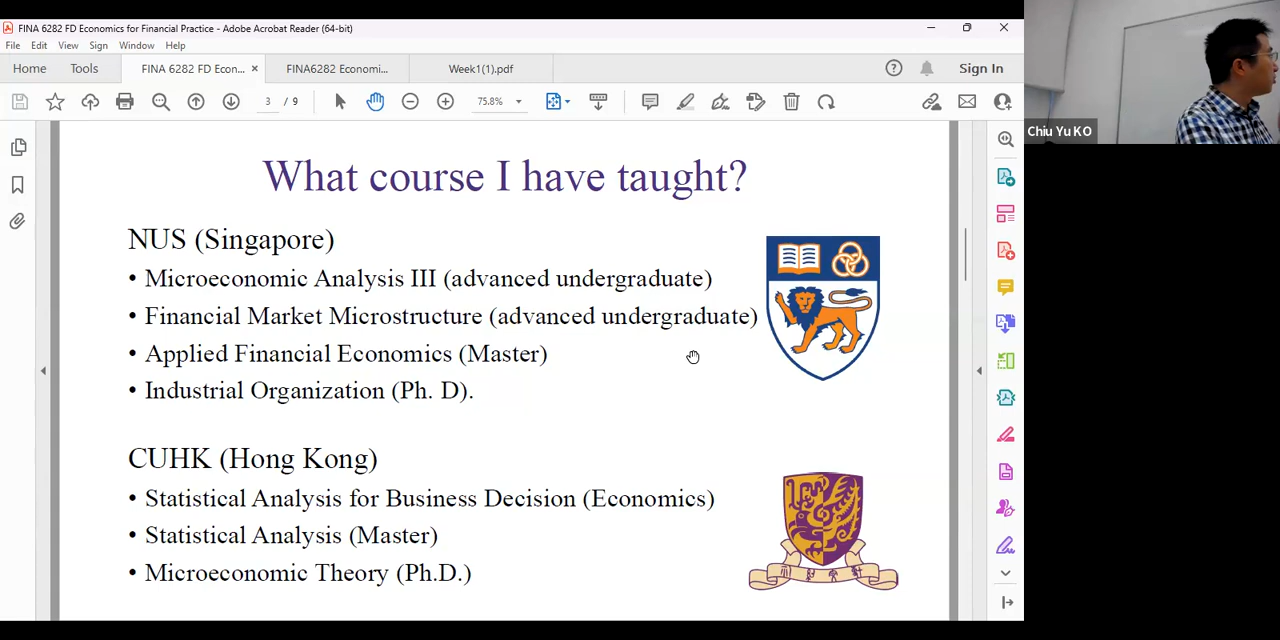 FINA 6282 FD Economics for Financial Practice - Adobe Acrobat Reader (64-bit)
File Edit View Sign Window Help
Home Tools FINA 6282 FD Econ... × FINA6282 Economi... Week1(1).pdf Sign In
3 / 9 75.8%
Chiu Yu KO
What course I have taught?
NUS (Singapore)
• Microeconomic Analysis III (advanced undergraduate)
• Financial Market Microstructure (advanced undergraduate)
• Applied Financial Economics (Master)
• Industrial Organization (Ph. D).
CUHK (Hong Kong)
• Statistical Analysis for Business Decision (Economics)
• Statistical Analysis (Master)
• Microeconomic Theory (Ph.D.)